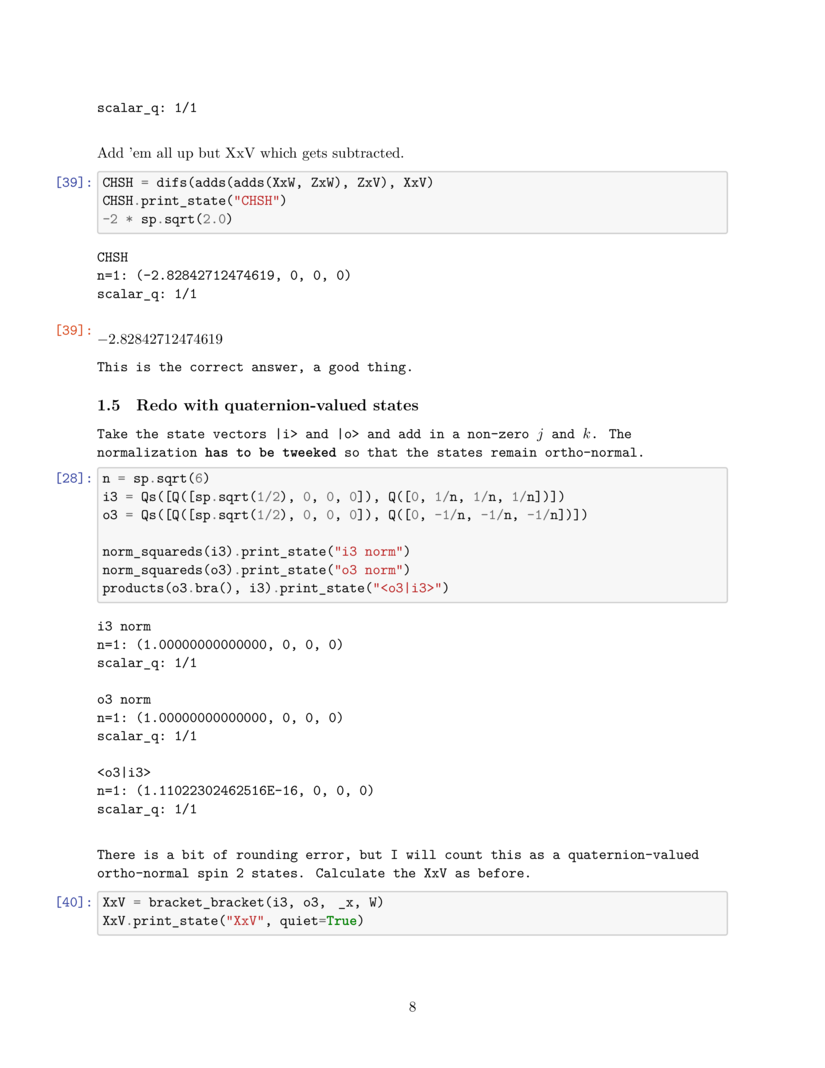 scalar_q: 1/1
Add 'em all up but XxV which gets subtracted.
[39]: CHSH = difs(adds(adds(XxW, ZxW), ZxV), XxV)
CHSH.print_state("CHSH")
-2 * sp.sqrt(2.0)
CHSH
n=1: (-2.82842712474619, 0, 0, 0)
scalar_q: 1/1
[39]: −2.82842712474619
This is the correct answer, a good thing.
1.5 Redo with quaternion-valued states
Take the state vectors |i> and |o> and add in a non-zero j and k. The
normalization has to be tweeked so that the states remain ortho-normal.
[28]: n = sp.sqrt(6)
i3 = Qs([Q([sp.sqrt(1/2), 0, 0, 0]), Q([0, 1/n, 1/n, 1/n])])
o3 = Qs([Q([sp.sqrt(1/2), 0, 0, 0]), Q([0, -1/n, -1/n, -1/n])])
norm_squareds(i3).print_state("i3 norm")
norm_squareds(o3).print_state("o3 norm")
products(o3.bra(), i3).print_state("<o3|i3>")
i3 norm
n=1: (1.00000000000000, 0, 0, 0)
scalar_q: 1/1
o3 norm
n=1: (1.00000000000000, 0, 0, 0)
scalar_q: 1/1
<o3|i3>
n=1: (1.11022302462516E-16, 0, 0, 0)
scalar_q: 1/1
There is a bit of rounding error, but I will count this as a quaternion-valued
ortho-normal spin 2 states. Calculate the XxV as before.
[40]: XxV = bracket_bracket(i3, o3, _x, W)
XxV.print_state("XxV", quiet=True)
8